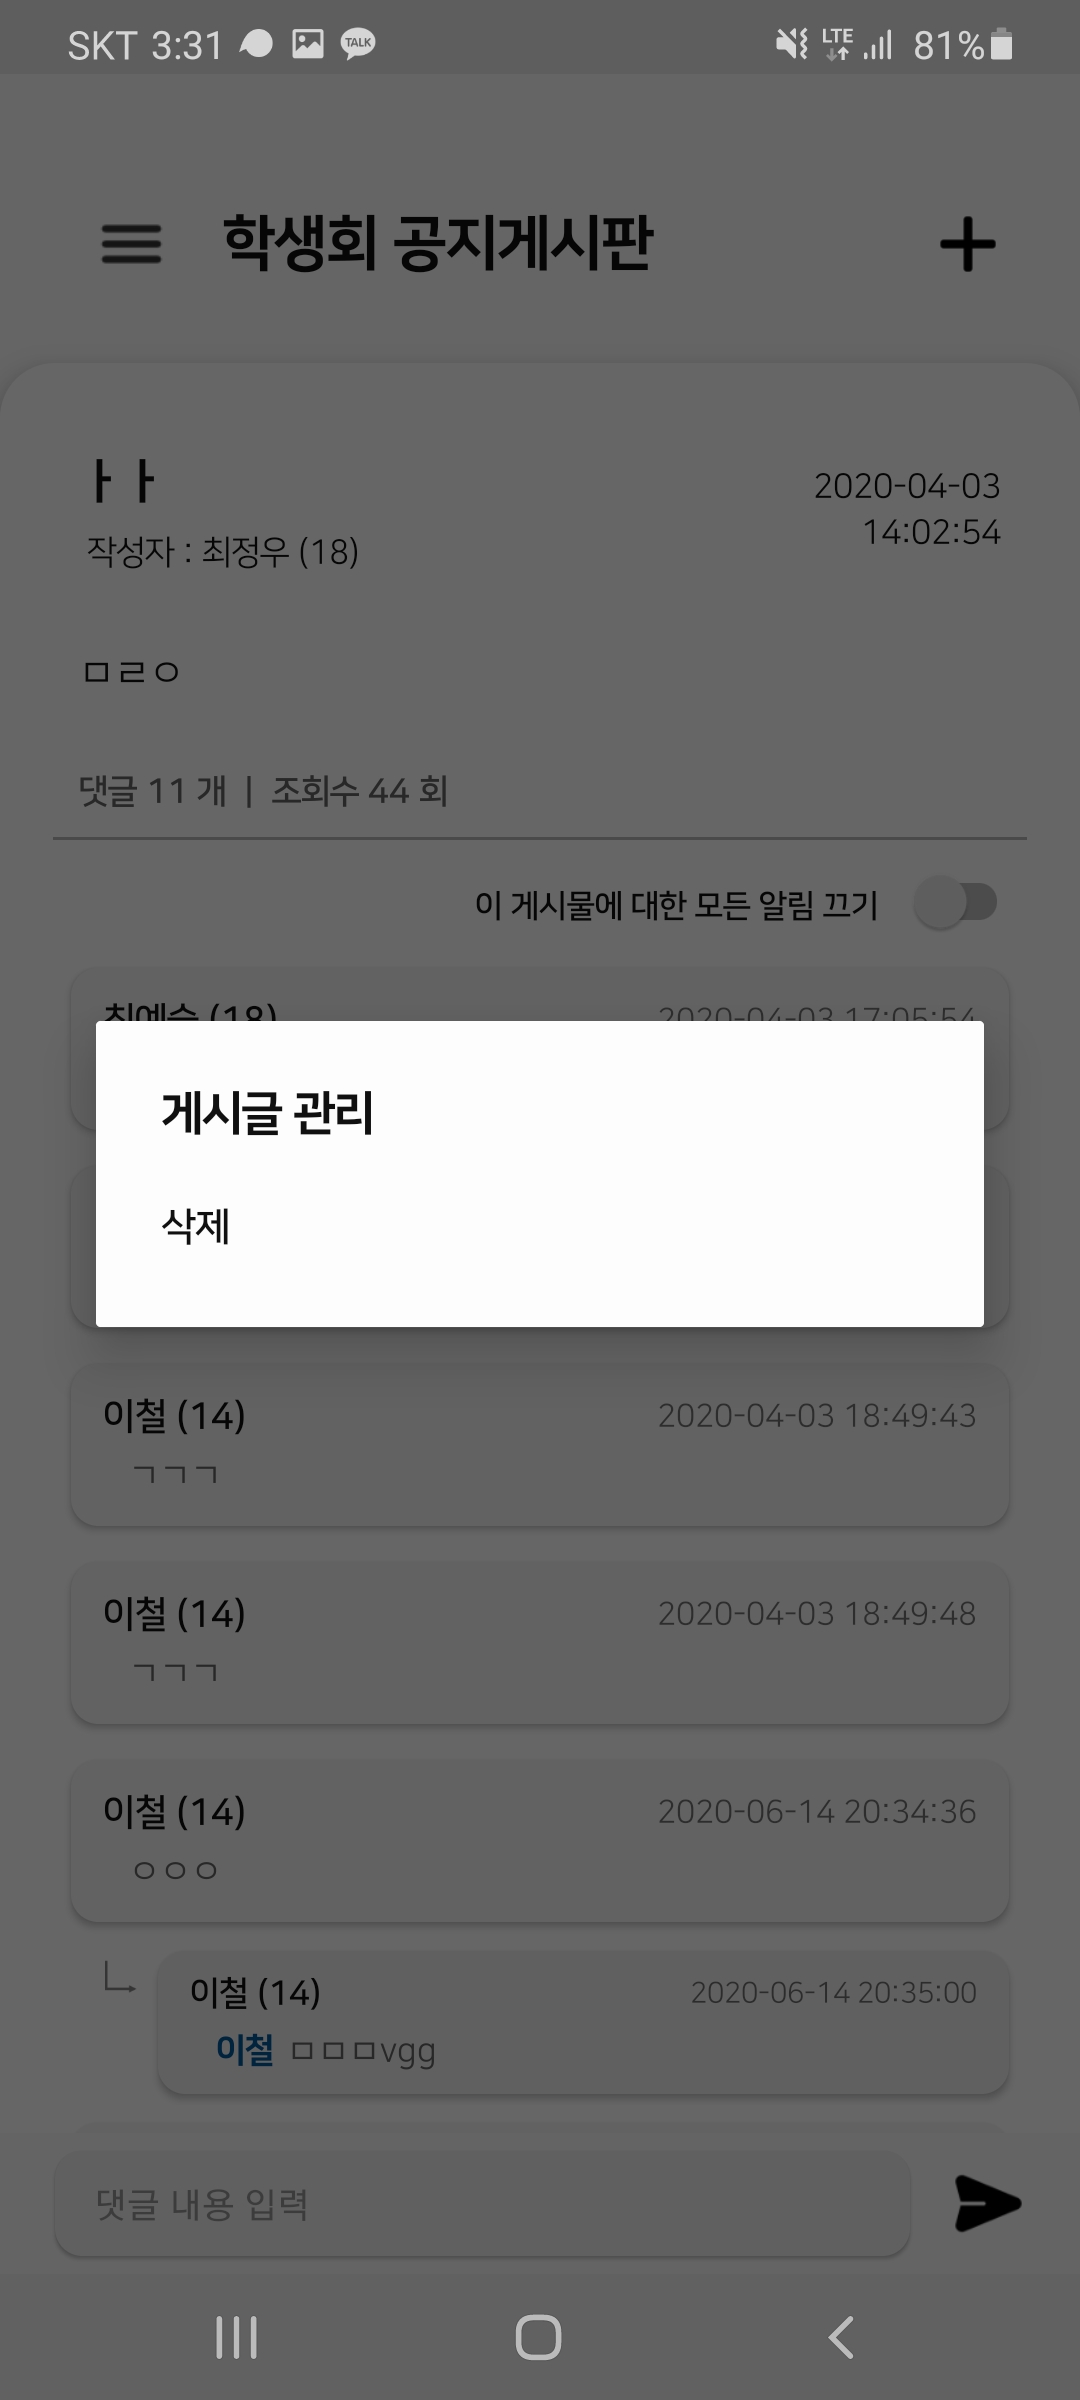 SKT 3:31 TALK LTE 81%
학생회 공지게시판
ㅏㅏ
2020-04-03
14:02:54
작성자 : 최정우 (18)
ㅁㄹㅇ
댓글 11 개 | 조회수 44 회
이 게시물에 대한 모든 알림 끄기
2020-04-03 17:05:54
게시글 관리
삭제
이철 (14) 2020-04-03 18:49:43
ㄱㄱㄱ
이철 (14) 2020-04-03 18:49:48
ㄱㄱㄱ
이철 (14) 2020-06-14 20:34:36
ㅇㅇㅇ
이철 (14) 2020-06-14 20:35:00
이철 ㅁㅁㅁvgg
댓글 내용 입력